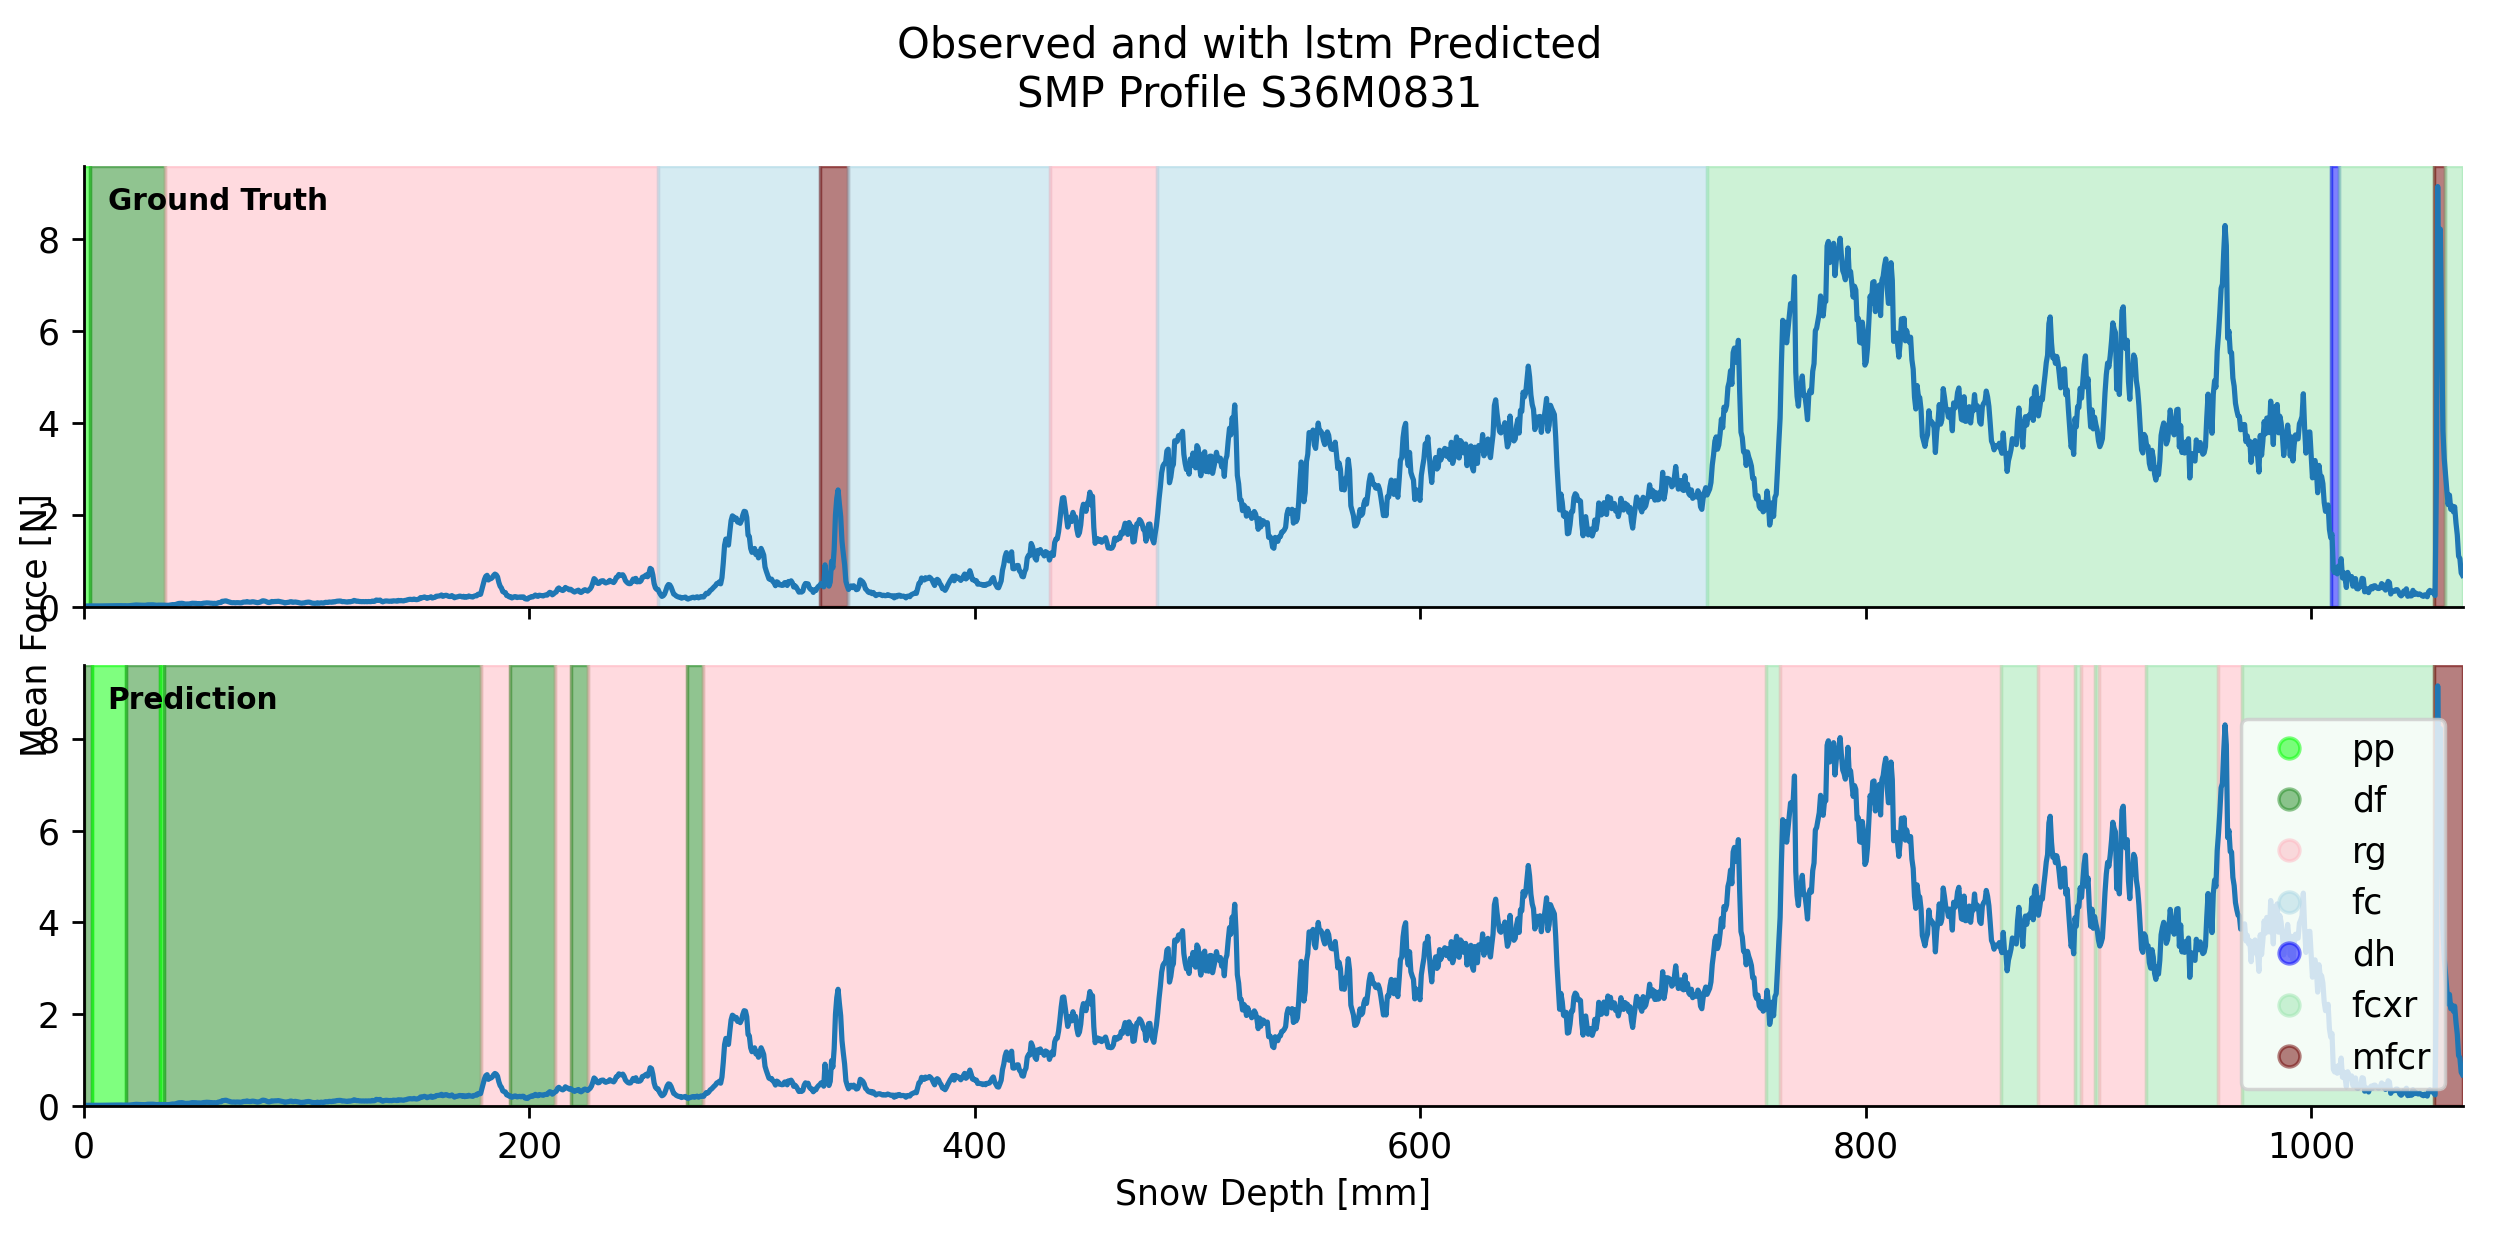 Observed and with lstm Predicted
SMP Profile S36M0831
Ground Truth
8
6
4
2
0
Mean Force [N]
Prediction
8
6
4
2
0
pp
df
rg
fc
dh
fcxr
mfcr
0 200 400 600 800 1000
Snow Depth [mm]